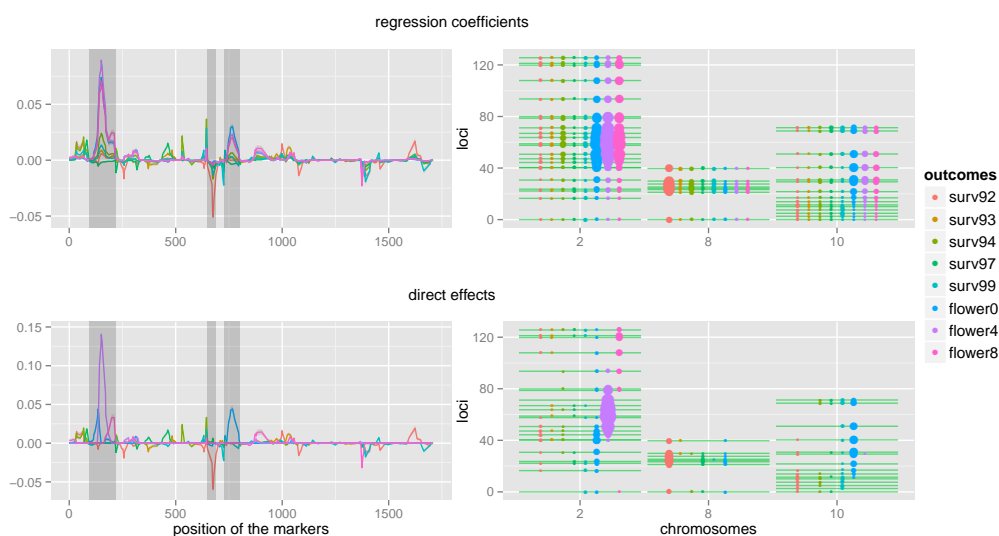 regression coefficients
0.05
0.00
−0.05
0
500
1000
1500
loci
120
80
40
0
2
8
10
direct effects
0.15
0.10
0.05
0.00
−0.05
0
500
1000
1500
position of the markers
loci
120
80
40
0
2
8
10
chromosomes
outcomes
surv92
surv93
surv94
surv97
surv99
flower0
flower4
flower8